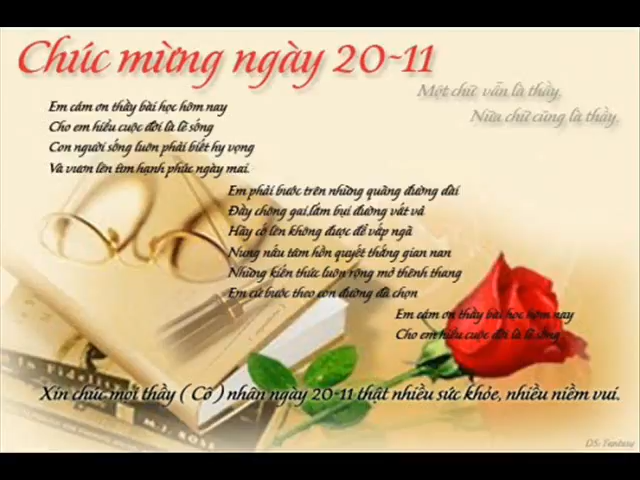 Chúc mừng ngày 20-11
Một chữ vẫn là thầy,
Nửa chữ cũng là thầy,
Em cám ơn thầy bài học hôm nay
Cho em hiểu cuộc đời là lẽ sống
Con người sống luôn phải biết hy vọng
Và vươn lên tìm hạnh phúc ngày mai.
Em phải bước trên những quãng đường dài
Đầy chông gai,lấm bụi đường vất vả
Hãy cố lên không được để vấp ngã
Nung nấu tâm hồn quyết thắng gian nan
Những kiến thức luôn rộng mở thênh thang
Em cứ bước theo con đường đã chọn
Em cám ơn thầy bài học hôm nay
Cho em hiểu cuộc đời là lẽ sống
Xin chúc mọi thầy ( Cô ) nhân ngày 20-11 thật nhiều sức khỏe, nhiều niềm vui.
M. J. ROSE
DS: Fantasy